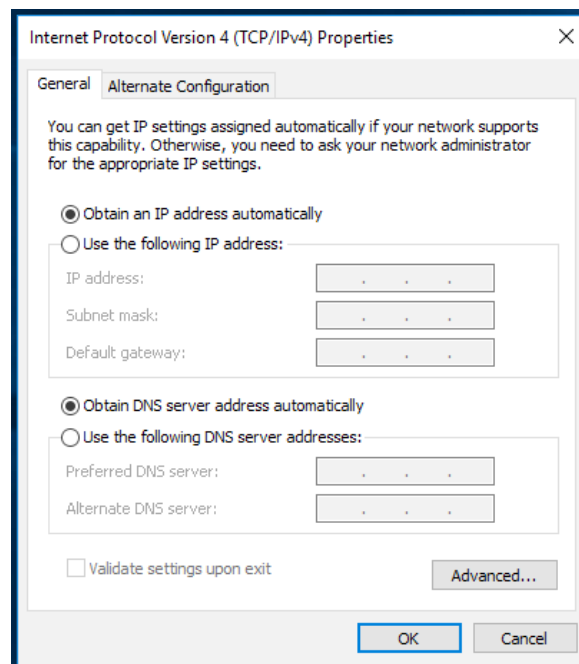 Internet Protocol Version 4 (TCP/IPv4) Properties
General
Alternate Configuration
You can get IP settings assigned automatically if your network supports
this capability. Otherwise, you need to ask your network administrator
for the appropriate IP settings.
Obtain an IP address automatically
Use the following IP address:
IP address:
Subnet mask:
Default gateway:
Obtain DNS server address automatically
Use the following DNS server addresses:
Preferred DNS server:
Alternate DNS server:
Validate settings upon exit
Advanced...
OK
Cancel